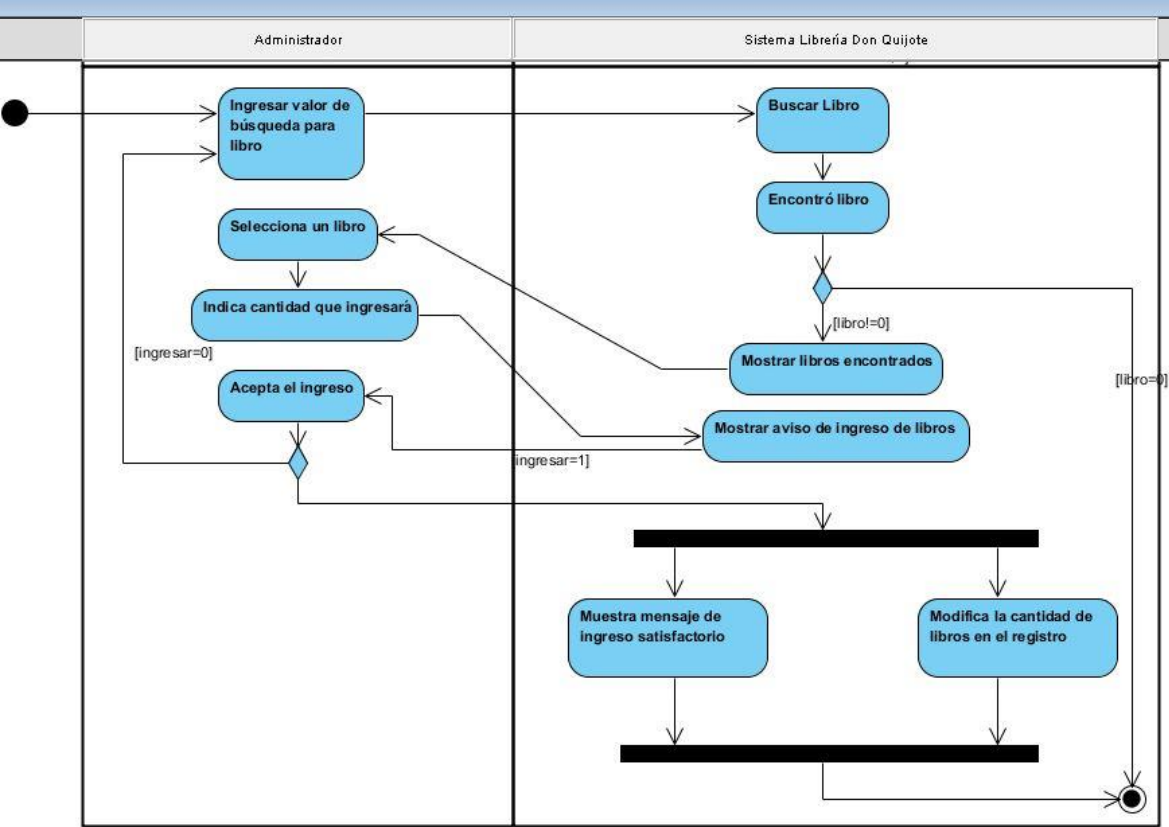 Administrador
Sistema Librería Don Quijote
Ingresar valor de
búsqueda para
libro
Buscar Libro
Encontró libro
Selecciona un libro
Indica cantidad que ingresará
[libro!=0]
[ingresar=0]
Mostrar libros encontrados
[libro=0]
Acepta el ingreso
Mostrar aviso de ingreso de libros
ingresar=1]
Muestra mensaje de
ingreso satisfactorio
Modifica la cantidad de
libros en el registro